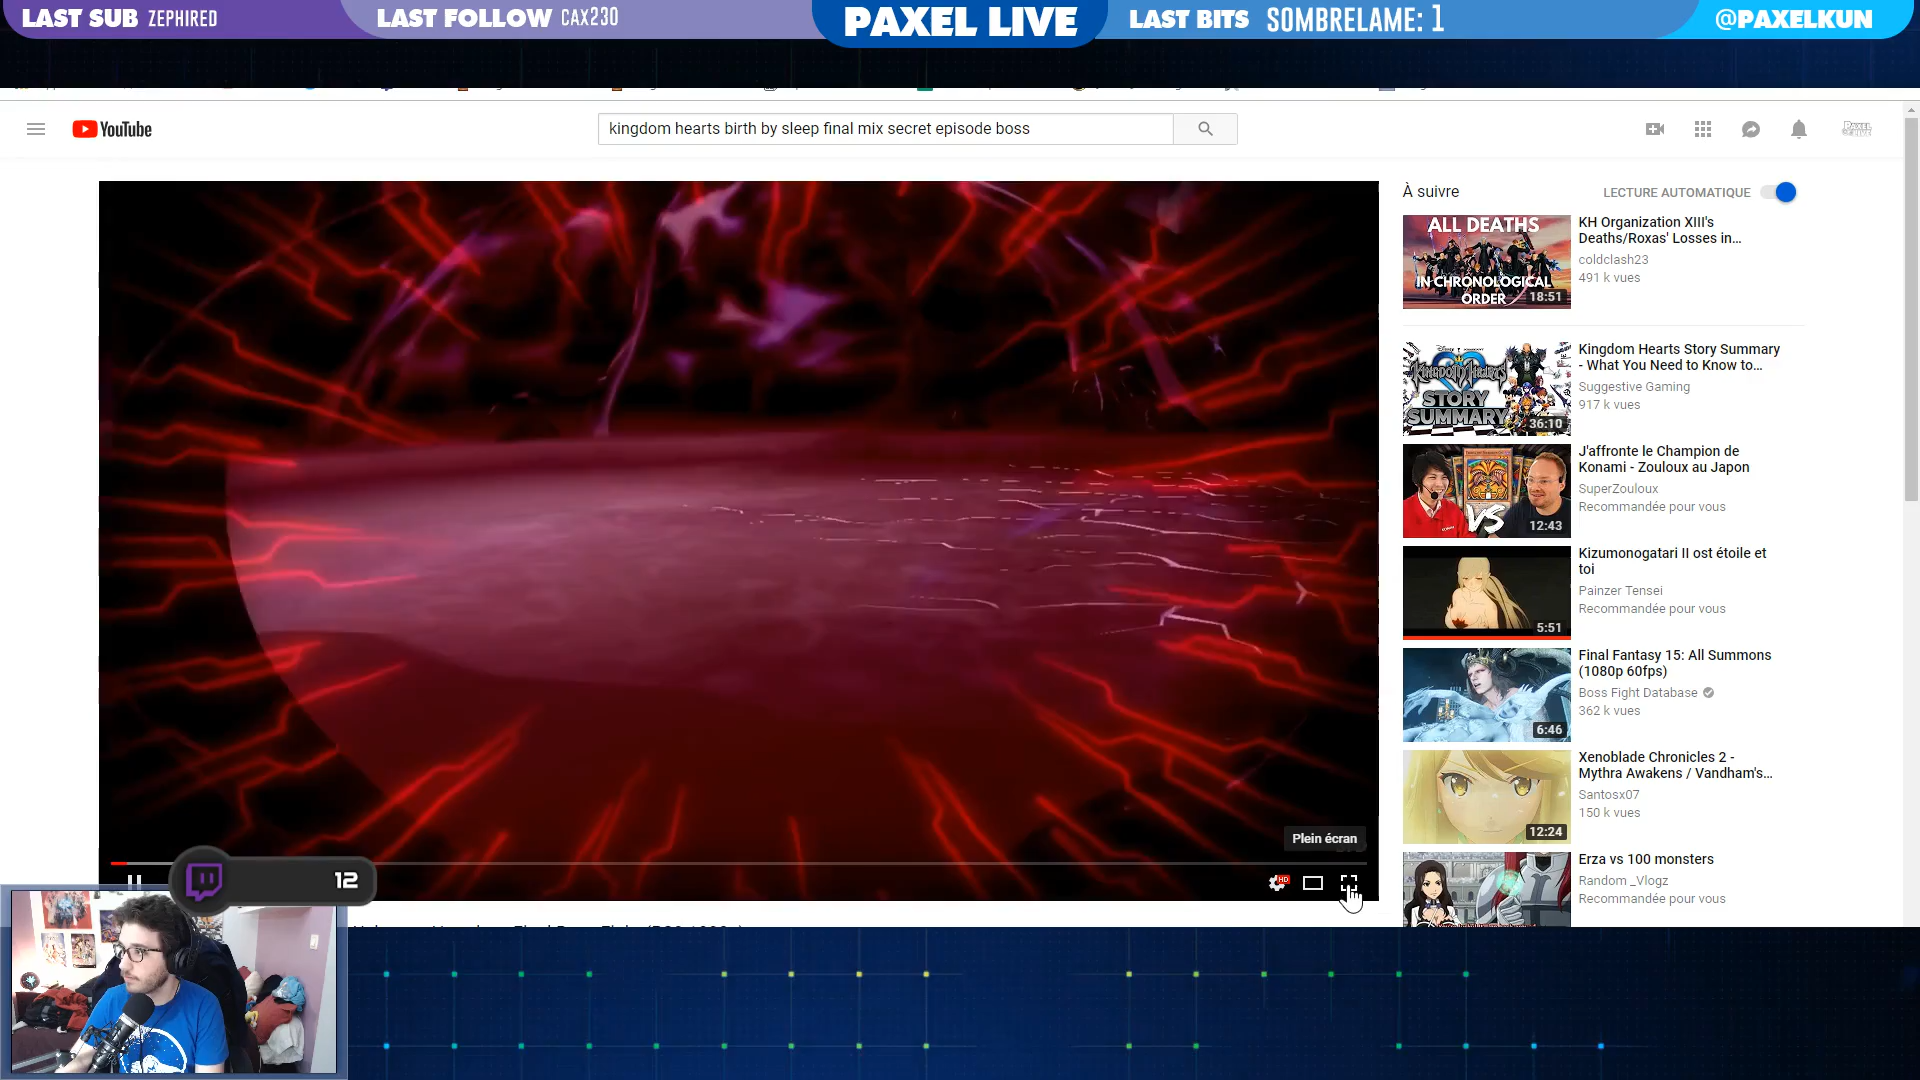 LAST SUB ZEPHIRED
LAST FOLLOW CAX230
PAXEL LIVE
LAST BITS SOMBRELAME: 1
@PAXELKUN
YouTube
kingdom hearts birth by sleep final mix secret episode boss
À suivre
LECTURE AUTOMATIQUE
ALL DEATHS
IN CHRONOLOGICAL
ORDER
18:51
KH Organization XIII's
Deaths/Roxas' Losses in...
coldclash23
491 k vues
KINGDOM HEARTS
STORY
SUMMARY
36:10
Kingdom Hearts Story Summary
- What You Need to Know to...
Suggestive Gaming
917 k vues
VS
12:43
J'affronte le Champion de
Konami - Zouloux au Japon
SuperZouloux
Recommandée pour vous
5:51
Kizumonogatari II ost étoile et
toi
Painzer Tensei
Recommandée pour vous
6:46
Final Fantasy 15: All Summons
(1080p 60fps)
Boss Fight Database
362 k vues
12:24
Xenoblade Chronicles 2 -
Mythra Awakens / Vandham's...
Santosx07
150 k vues
Erza vs 100 monsters
Random _Vlogz
Recommandée pour vous
Plein écran
HD
12